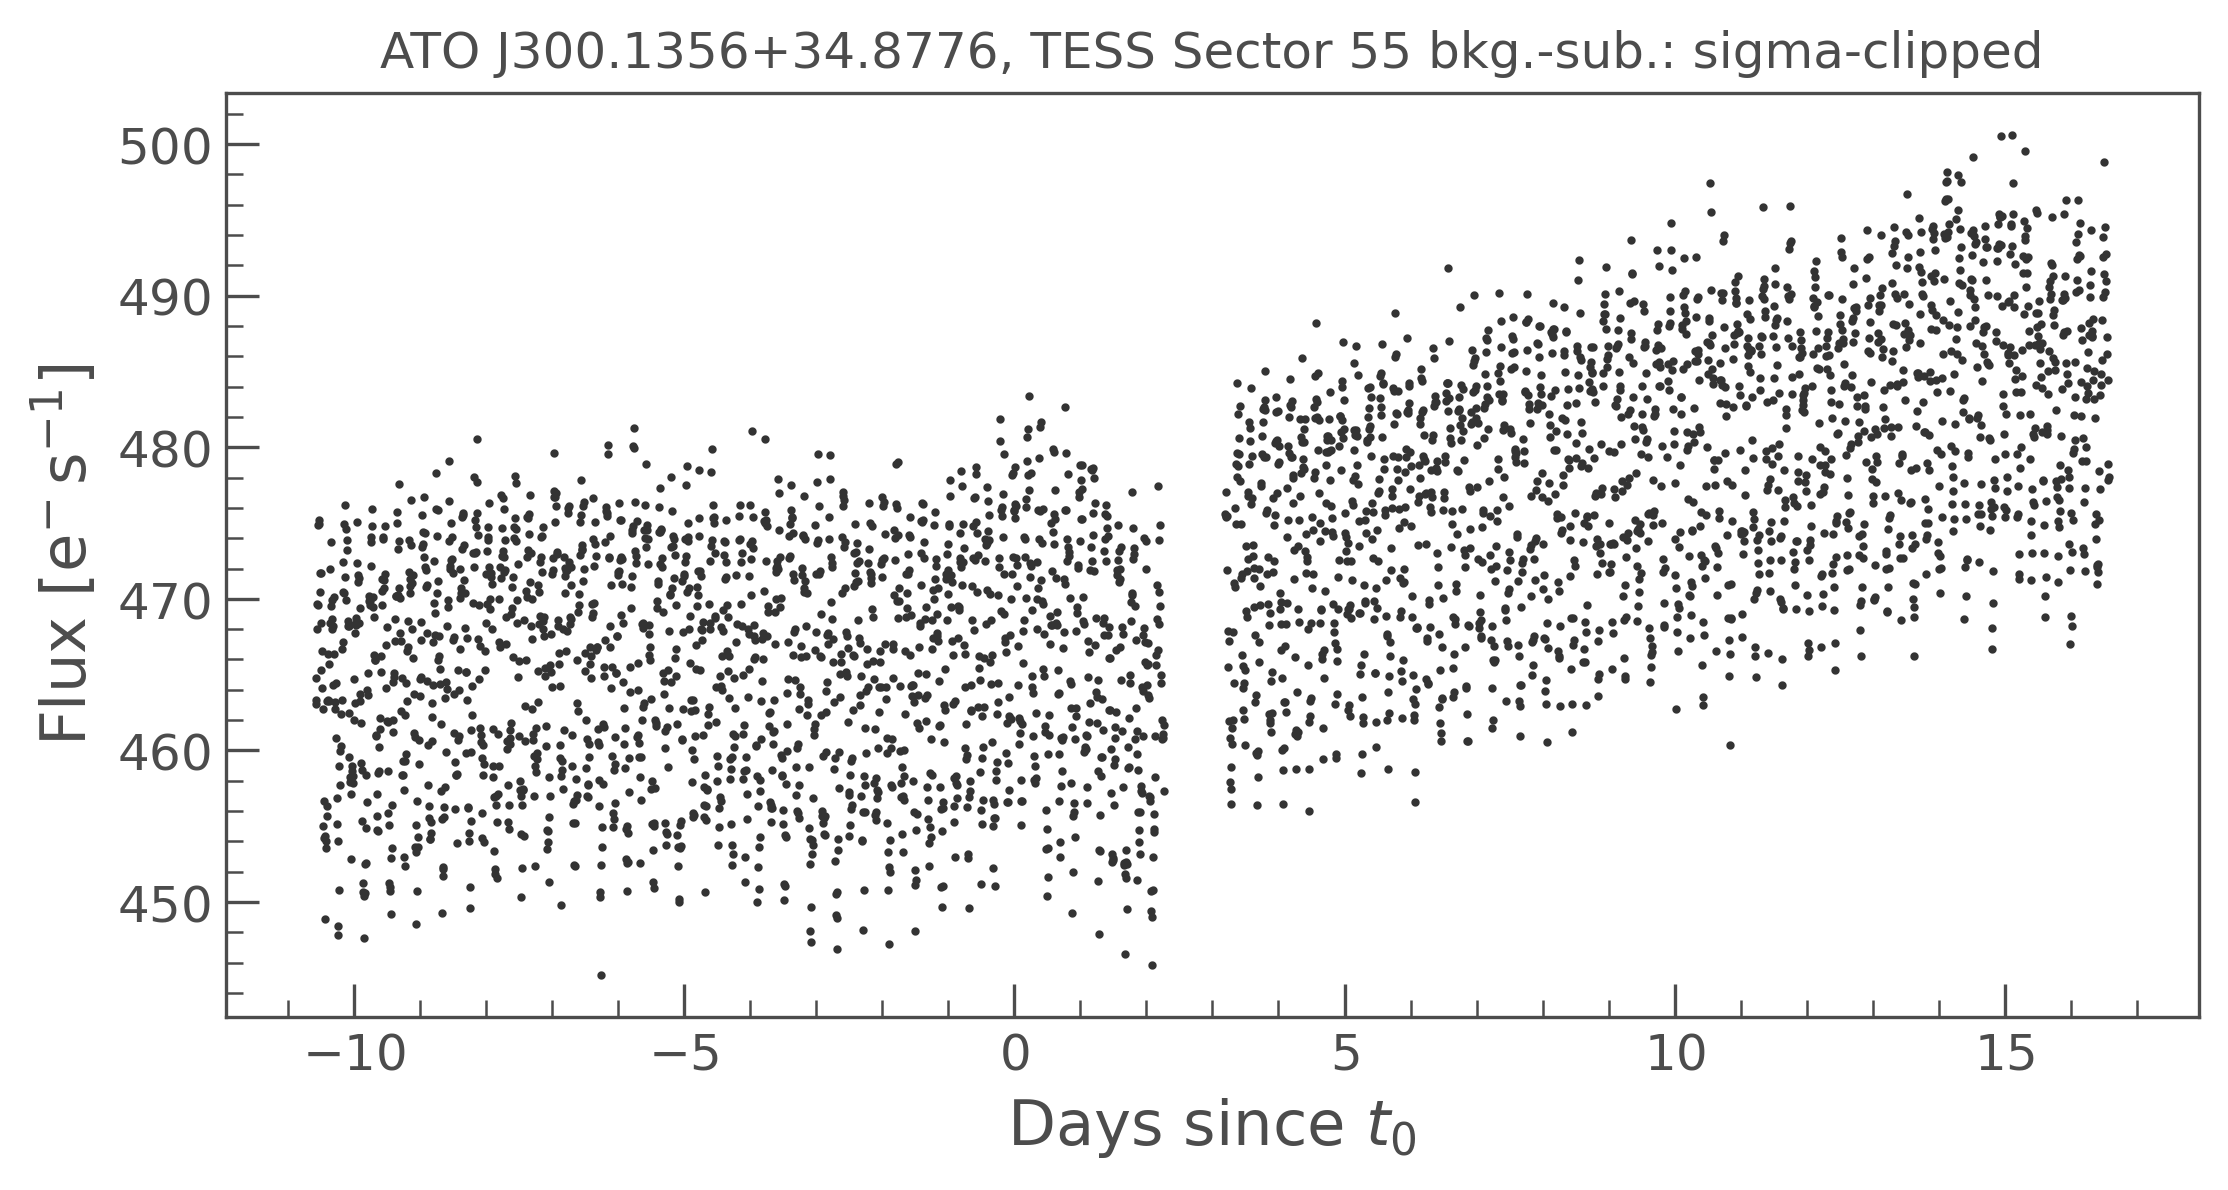 ATO J300.1356+34.8776, TESS Sector 55 bkg.-sub.: sigma-clipped
500
490
480
470
460
450
Flux [e⁻ s⁻¹]
−10 −5 0 5 10 15
Days since t₀